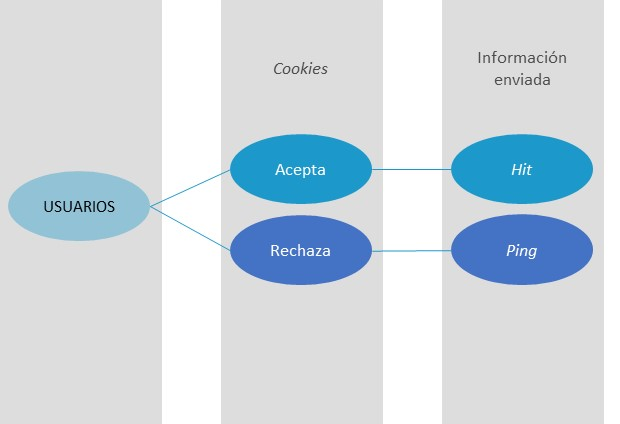 Cookies
Información
enviada
USUARIOS
Acepta
Hit
Rechaza
Ping